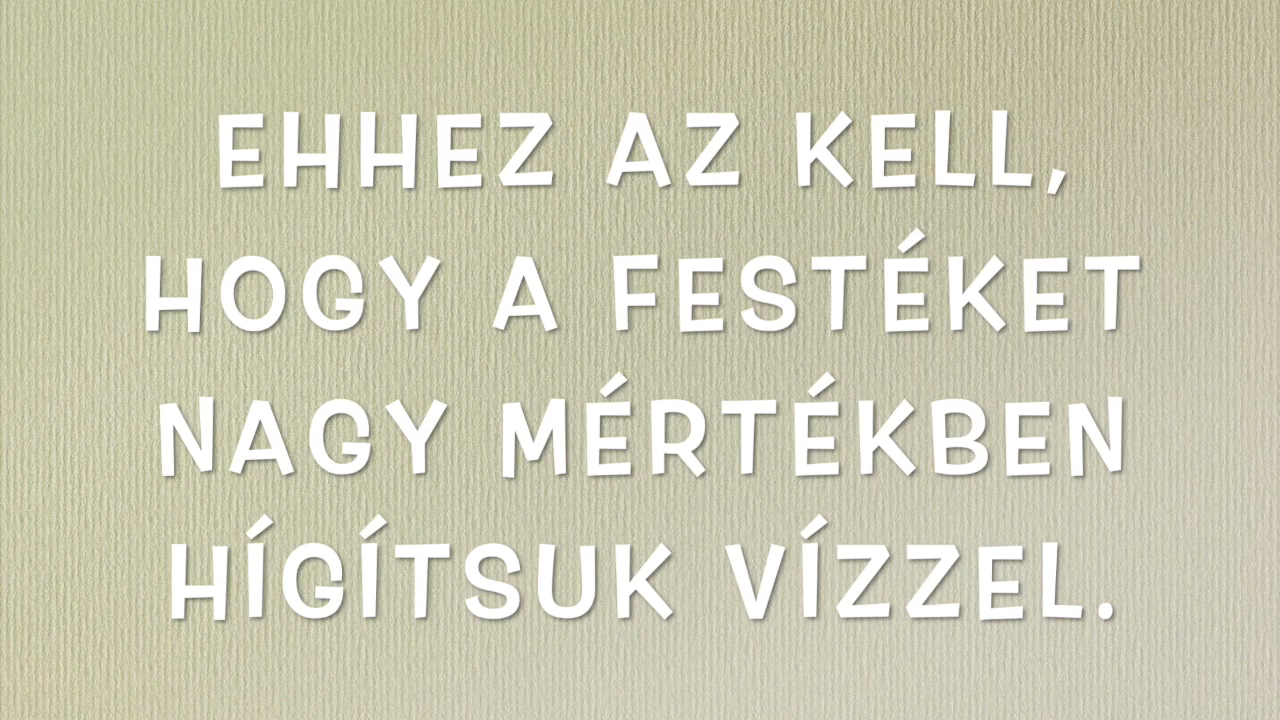 EHHEZ AZ KELL,
HOGY A FESTÉKET
NAGY MÉRTÉKBEN
HÍGÍTSUK VÍZZEL.